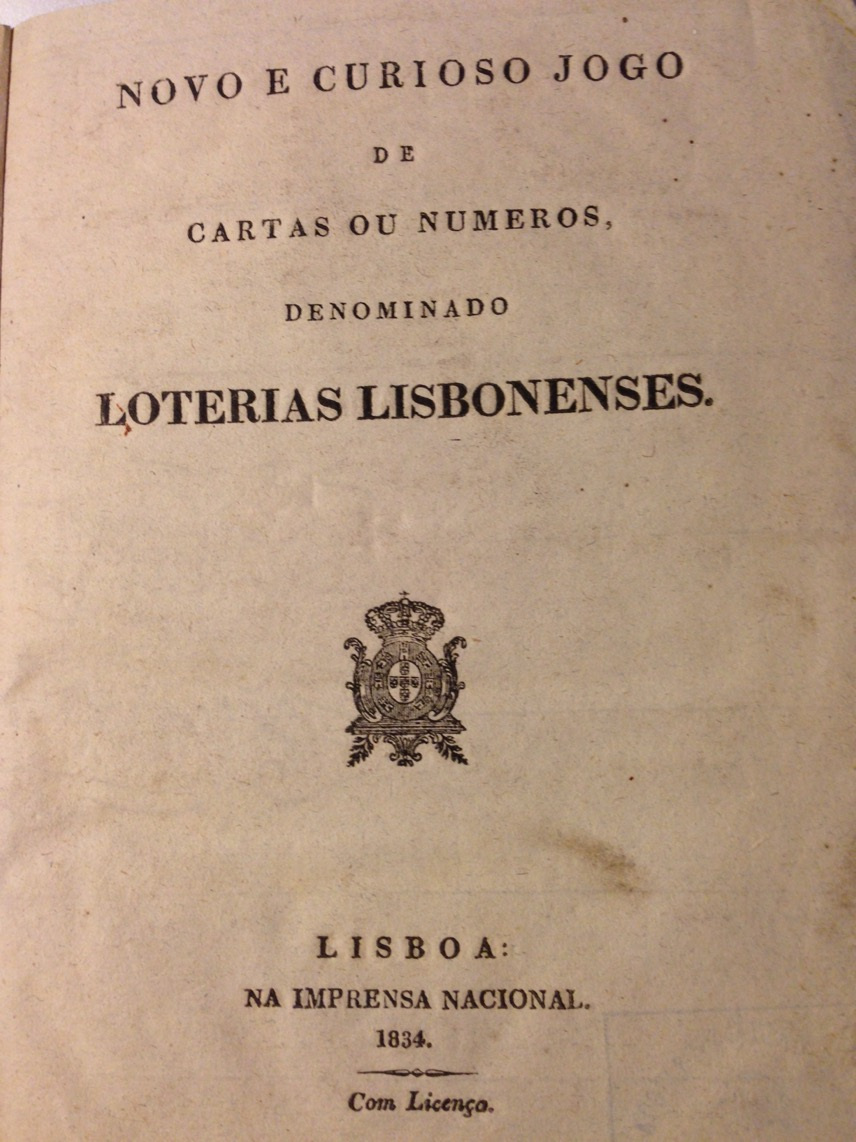 NOVO E CURIOSO JOGO
DE
CARTAS OU NUMEROS,
DENOMINADO
LOTERIAS LISBONENSES.
LISBOA:
NA IMPRENSA NACIONAL.
1834.
Com Licença.